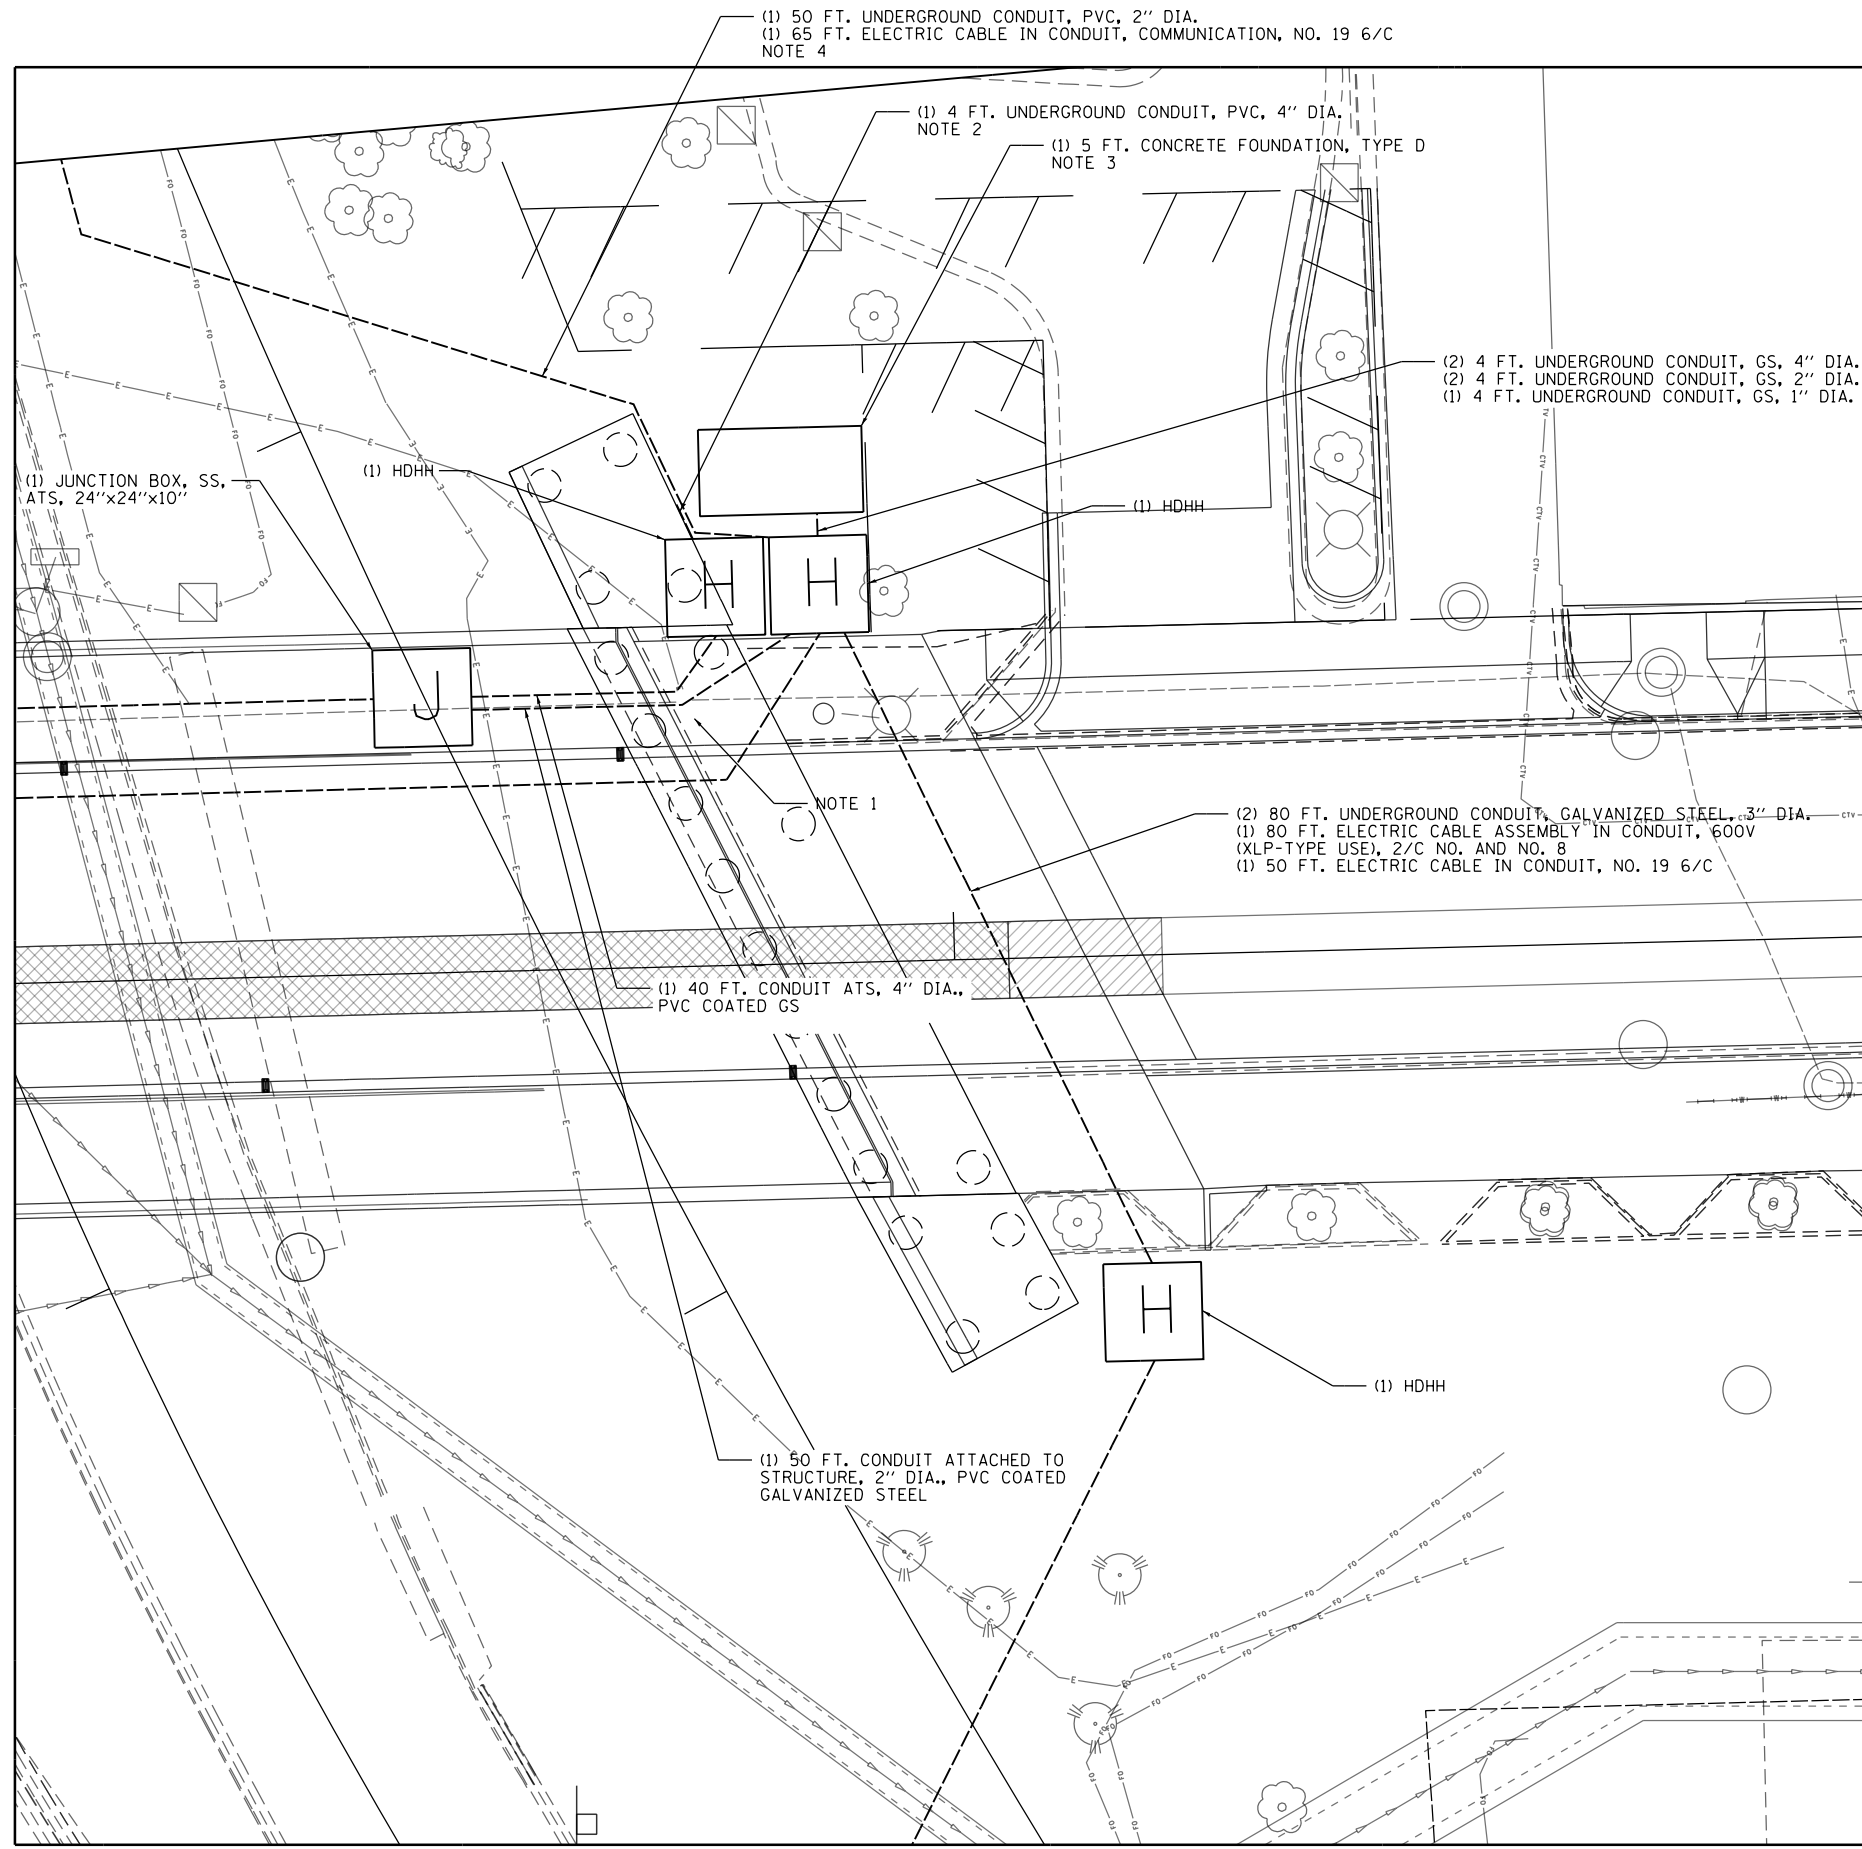 (1) 50 FT. UNDERGROUND CONDUIT, PVC, 2'' DIA.
(1) 65 FT. ELECTRIC CABLE IN CONDUIT, COMMUNICATION, NO. 19 6/C
NOTE 4
(1) 4 FT. UNDERGROUND CONDUIT, PVC, 4'' DIA.
NOTE 2
(1) 5 FT. CONCRETE FOUNDATION, TYPE D
NOTE 3
(2) 4 FT. UNDERGROUND CONDUIT, GS, 4'' DIA.
(2) 4 FT. UNDERGROUND CONDUIT, GS, 2'' DIA.
(1) 4 FT. UNDERGROUND CONDUIT, GS, 1'' DIA.
(1) HDHH
(1) JUNCTION BOX, SS,
ATS, 24''x24''x10''
(1) HDHH
H
H
J
NOTE 1
(2) 80 FT. UNDERGROUND CONDUIT, GALVANIZED STEEL, 3'' DIA.
(1) 80 FT. ELECTRIC CABLE ASSEMBLY IN CONDUIT, 600V
(XLP-TYPE USE), 2/C NO. AND NO. 8
(1) 50 FT. ELECTRIC CABLE IN CONDUIT, NO. 19 6/C
(1) 40 FT. CONDUIT ATS, 4'' DIA.,
PVC COATED GS
H
(1) HDHH
(1) 50 FT. CONDUIT ATTACHED TO
STRUCTURE, 2'' DIA., PVC COATED
GALVANIZED STEEL